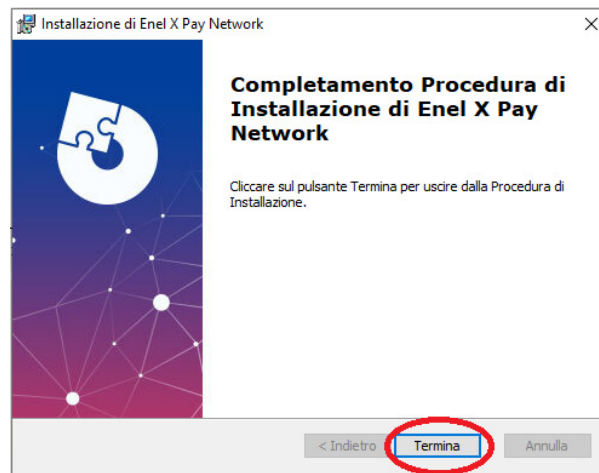 Installazione di Enel X Pay Network
Completamento Procedura di
Installazione di Enel X Pay
Network
Cliccare sul pulsante Termina per uscire dalla Procedura di
Installazione.
< Indietro Termina Annulla